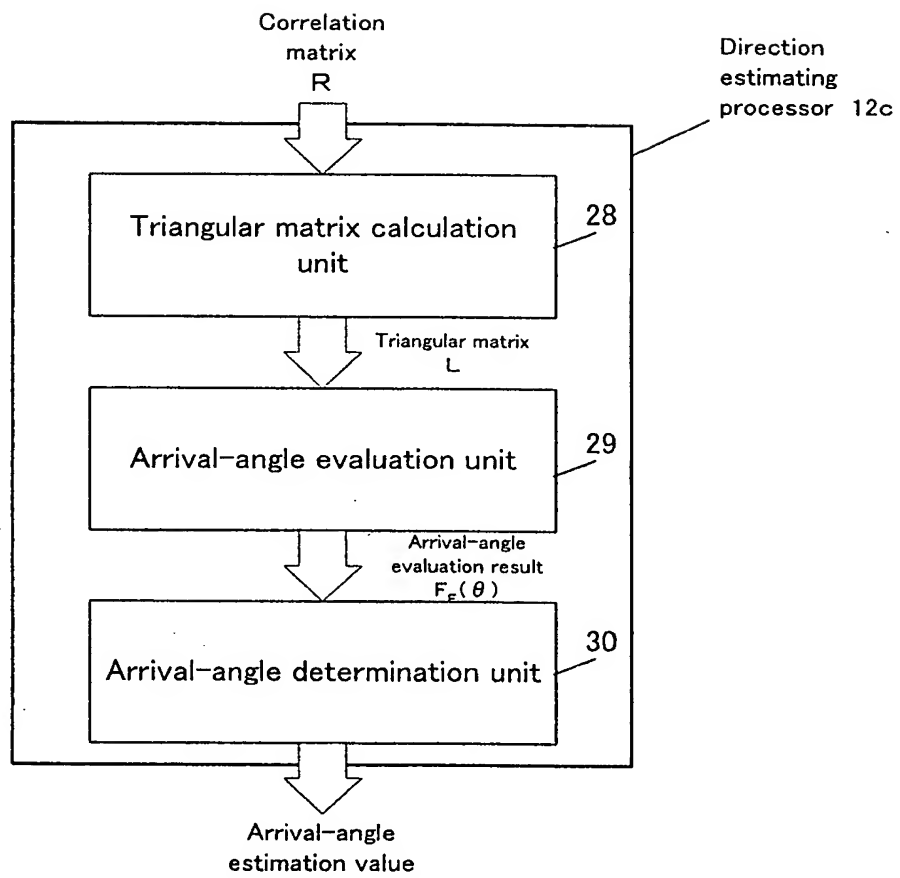 Correlation
matrix
R
Direction
estimating
processor 12c
Triangular matrix calculation
unit
28
Triangular matrix
L
Arrival-angle evaluation unit
29
Arrival-angle
evaluation result
F_E(θ)
Arrival-angle determination unit
30
Arrival-angle
estimation value